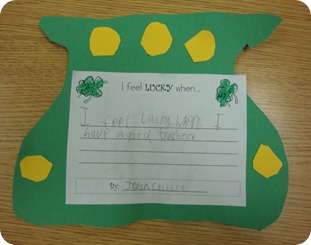 I feel LUCKY when...
I feel lucky when I
have a good teacher
By: